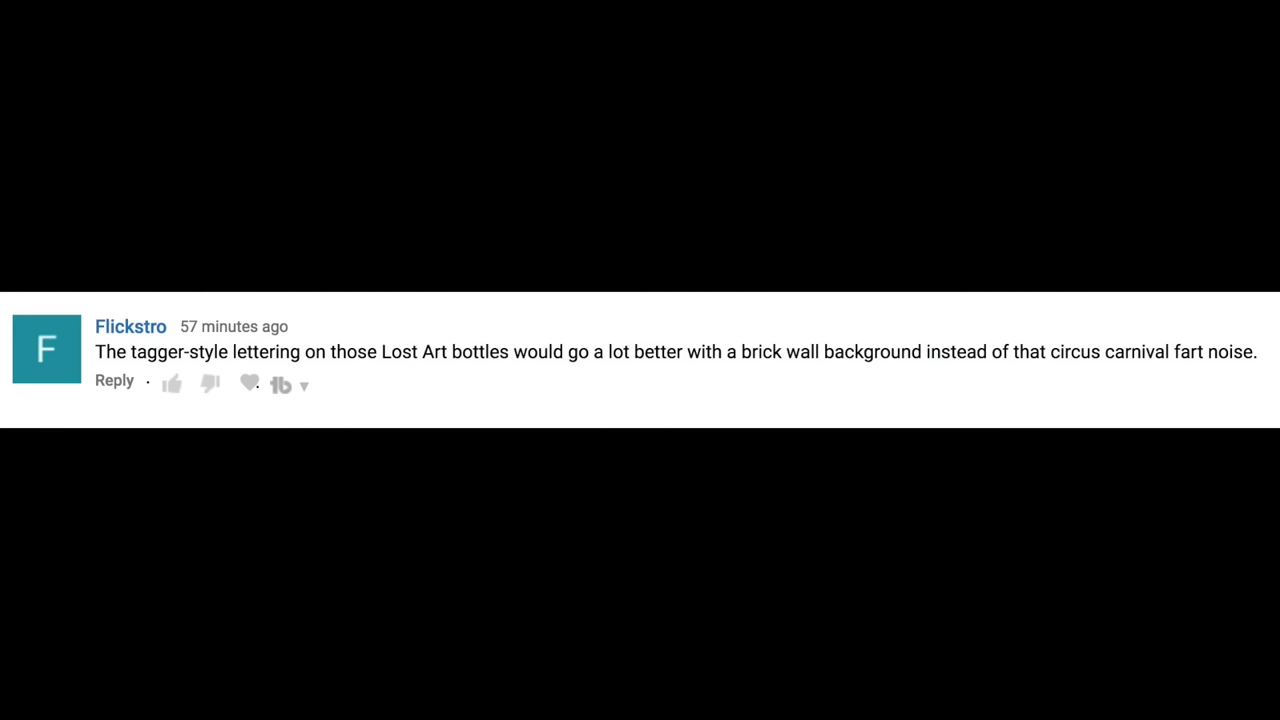 F
Flickstro 57 minutes ago
The tagger-style lettering on those Lost Art bottles would go a lot better with a brick wall background instead of that circus carnival fart noise.
Reply · tb ▼